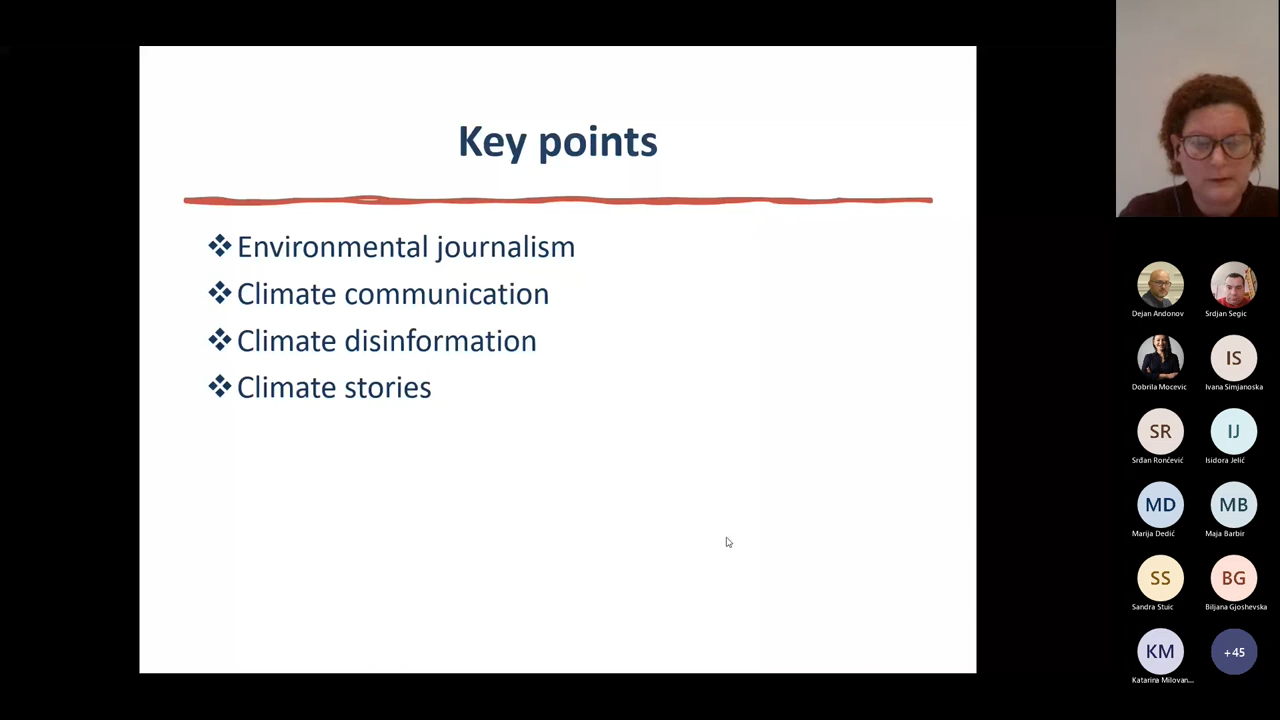 Key points
Environmental journalism
Climate communication
Climate disinformation
Climate stories
Dejan Andonov
Srdjan Segic
Dobrila Mocevic
IS
Ivana Simjanoska
SR
Srđan Rončević
IJ
Isidora Jelić
MD
Marija Dedić
MB
Maja Barbir
SS
Sandra Stuic
BG
Biljana Gjoshevska
KM
Katarina Milovan...
+45